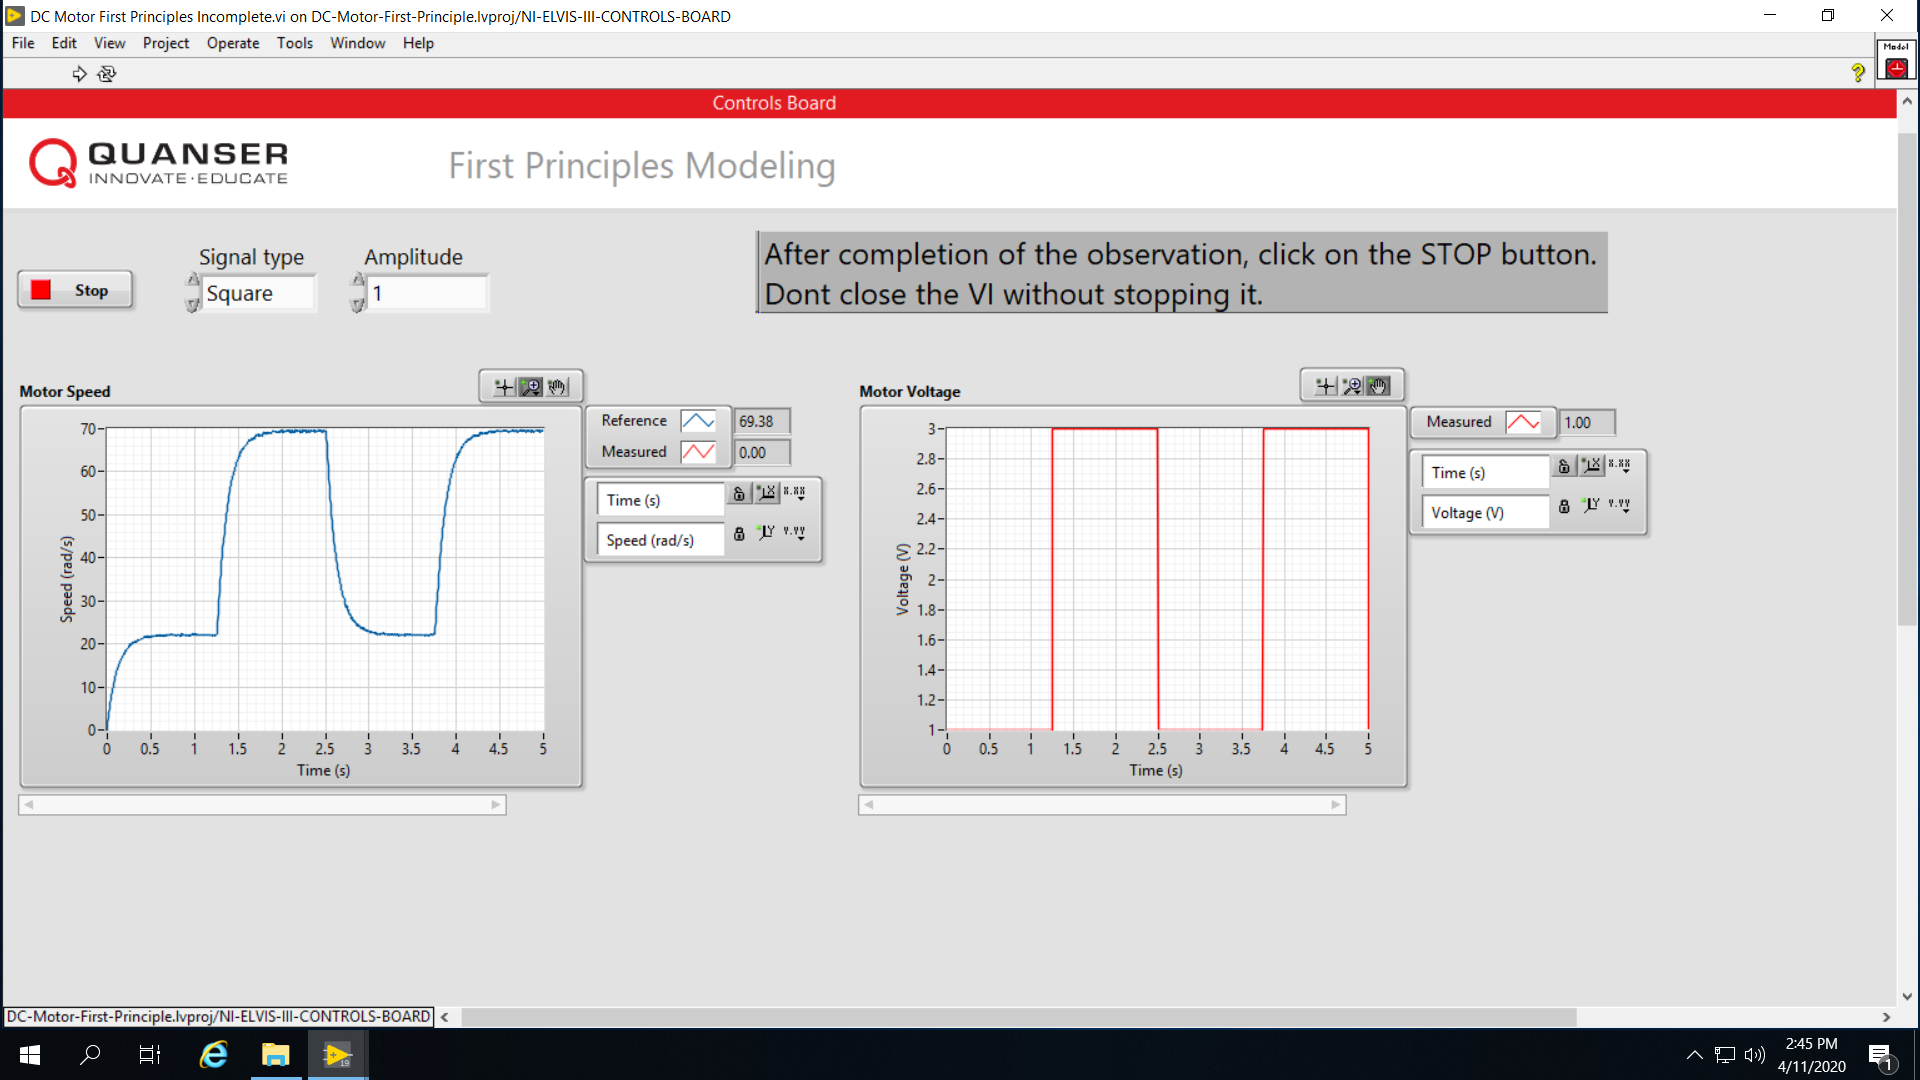 DC Motor First Principles Incomplete.vi on DC-Motor-First-Principle.lvproj/NI-ELVIS-III-CONTROLS-BOARD
File Edit View Project Operate Tools Window Help
Model
Controls Board
QUANSER
INNOVATE·EDUCATE
First Principles Modeling
Stop
Signal type
Square
Amplitude
1
After completion of the observation, click on the STOP button.
Dont close the VI without stopping it.
Motor Speed
70
60
50
40
30
20
10
0
Speed (rad/s)
0 0.5 1 1.5 2 2.5 3 3.5 4 4.5 5
Time (s)
Reference 69.38
Measured 0.00
Time (s) X.XX
Speed (rad/s) Y.YY
Motor Voltage
3
2.8
2.6
2.4
2.2
2
1.8
1.6
1.4
1.2
1
Voltage (V)
0 0.5 1 1.5 2 2.5 3 3.5 4 4.5 5
Time (s)
Measured 1.00
Time (s) X.XX
Voltage (V) Y.YY
DC-Motor-First-Principle.lvproj/NI-ELVIS-III-CONTROLS-BOARD
19
2:45 PM
4/11/2020
1